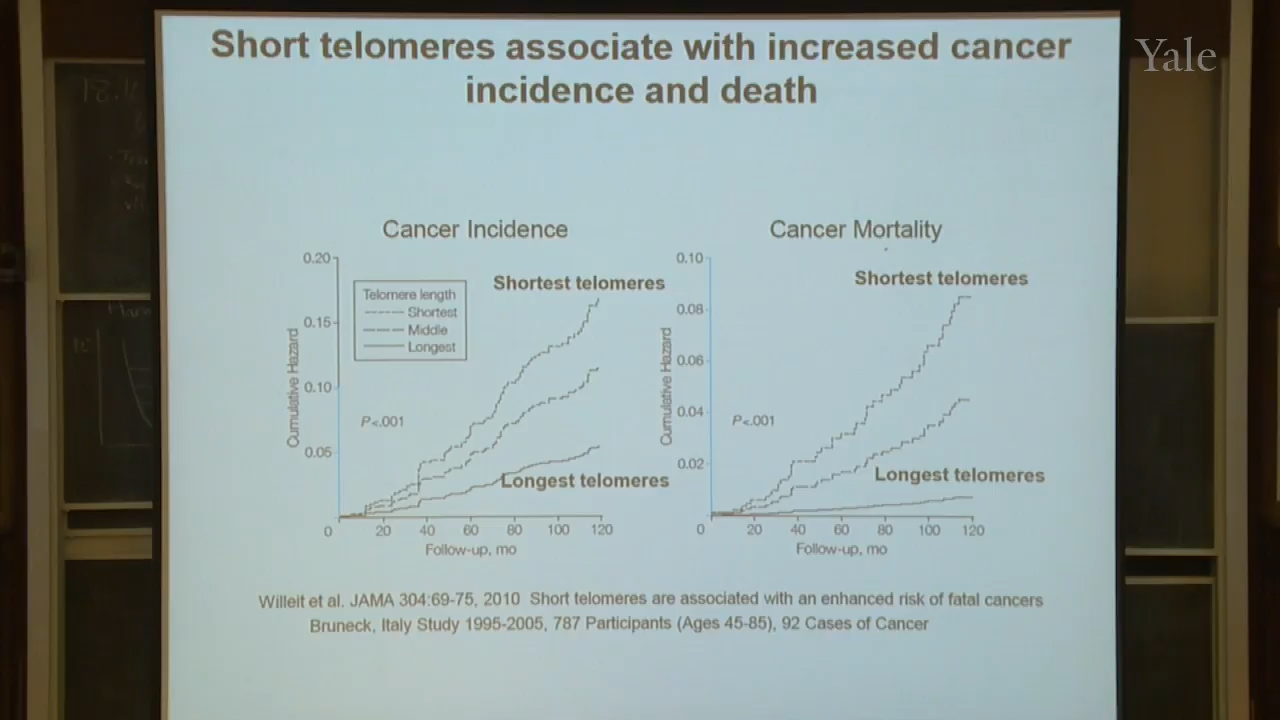 Short telomeres associate with increased cancer
incidence and death
Yale
Cancer Incidence
0.20
0.15
0.10
0.05
Cumulative Hazard
Telomere length
Shortest
Middle
Longest
P<.001
Shortest telomeres
Longest telomeres
0 20 40 60 80 100 120
Follow-up, mo
Cancer Mortality
0.10
0.08
0.06
0.04
0.02
Cumulative Hazard
P<.001
Shortest telomeres
Longest telomeres
0 20 40 60 80 100 120
Follow-up, mo
Willeit et al. JAMA 304:69-75, 2010 Short telomeres are associated with an enhanced risk of fatal cancers
Bruneck, Italy Study 1995-2005, 787 Participants (Ages 45-85), 92 Cases of Cancer